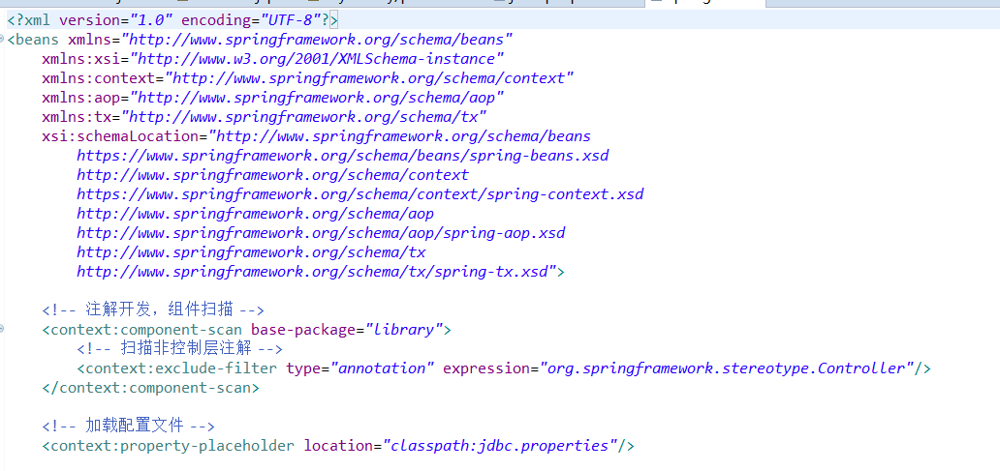 <?xml version="1.0" encoding="UTF-8"?>
<beans xmlns="http://www.springframework.org/schema/beans"
xmlns:xsi="http://www.w3.org/2001/XMLSchema-instance"
xmlns:context="http://www.springframework.org/schema/context"
xmlns:aop="http://www.springframework.org/schema/aop"
xmlns:tx="http://www.springframework.org/schema/tx"
xsi:schemaLocation="http://www.springframework.org/schema/beans
https://www.springframework.org/schema/beans/spring-beans.xsd
http://www.springframework.org/schema/context
https://www.springframework.org/schema/context/spring-context.xsd
http://www.springframework.org/schema/aop
http://www.springframework.org/schema/aop/spring-aop.xsd
http://www.springframework.org/schema/tx
http://www.springframework.org/schema/tx/spring-tx.xsd">
<!-- 注解开发，组件扫描 -->
<context:component-scan base-package="library">
<!-- 扫描非控制层注解 -->
<context:exclude-filter type="annotation" expression="org.springframework.stereotype.Controller"/>
</context:component-scan>
<!-- 加载配置文件 -->
<context:property-placeholder location="classpath:jdbc.properties"/>